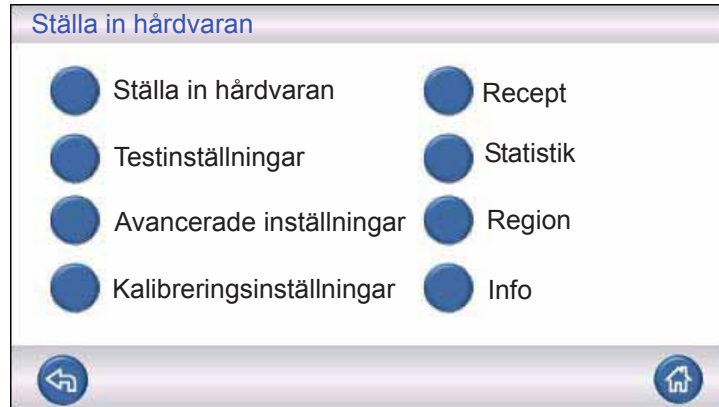 Ställa in hårdvaran
Ställa in hårdvaran
Recept
Testinställningar
Statistik
Avancerade inställningar
Region
Kalibreringsinställningar
Info